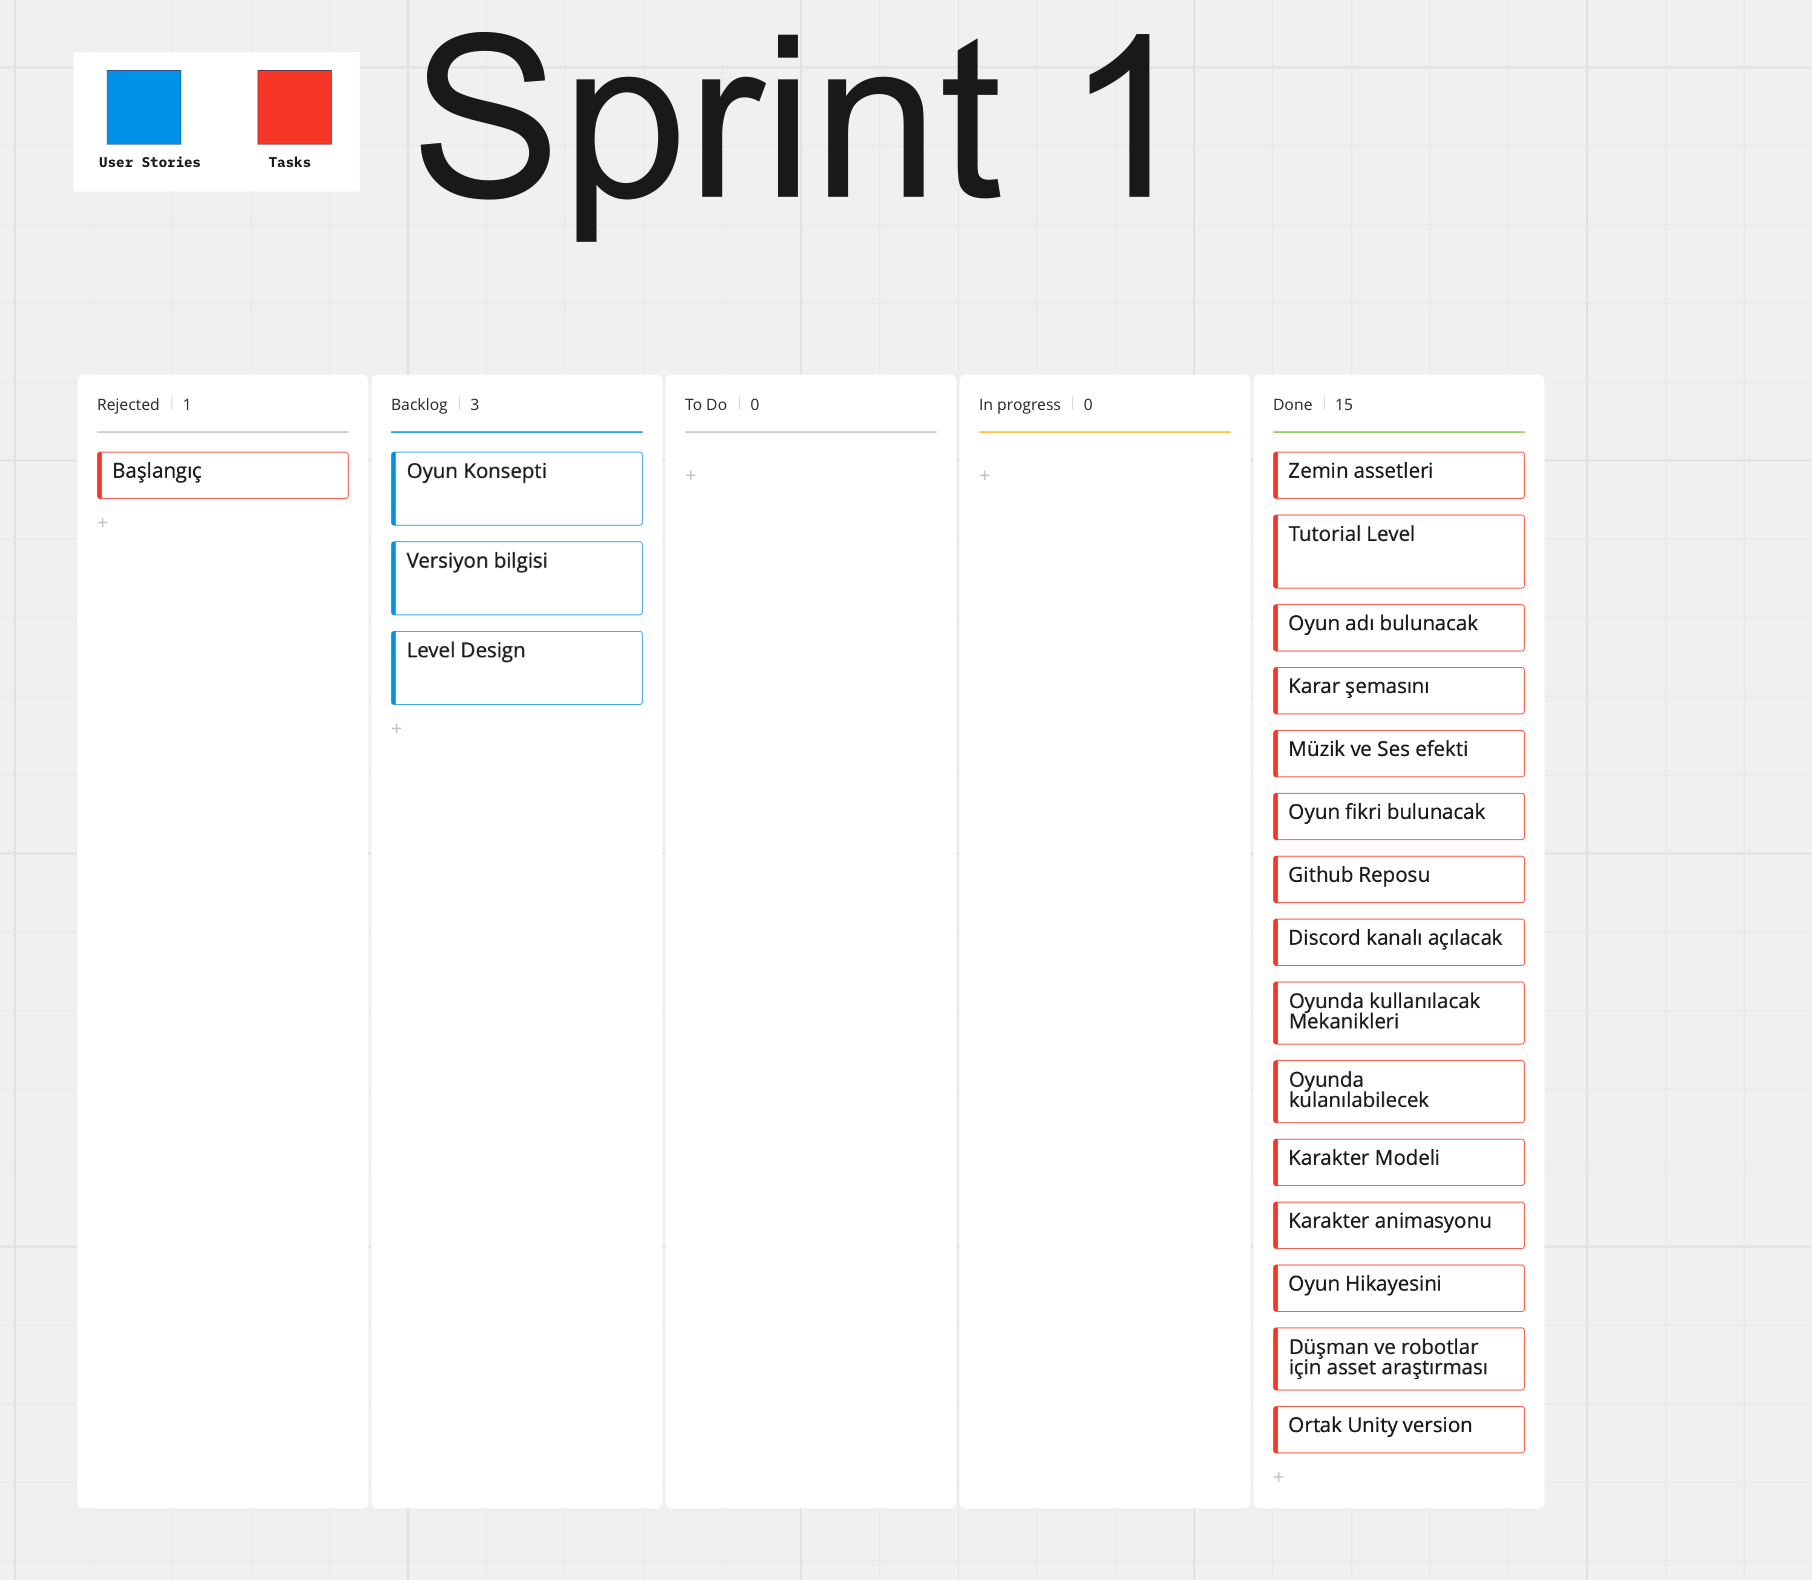 Sprint 1
User Stories
Tasks
Rejected 1
Başlangıç
Backlog 3
Oyun Konsepti
Versiyon bilgisi
Level Design
To Do 0
In progress 0
Done 15
Zemin assetleri
Tutorial Level
Oyun adı bulunacak
Karar şemasını
Müzik ve Ses efekti
Oyun fikri bulunacak
Github Reposu
Discord kanalı açılacak
Oyunda kullanılacak
Mekanikleri
Oyunda
kulanılabilecek
Karakter Modeli
Karakter animasyonu
Oyun Hikayesini
Düşman ve robotlar
için asset araştırması
Ortak Unity version